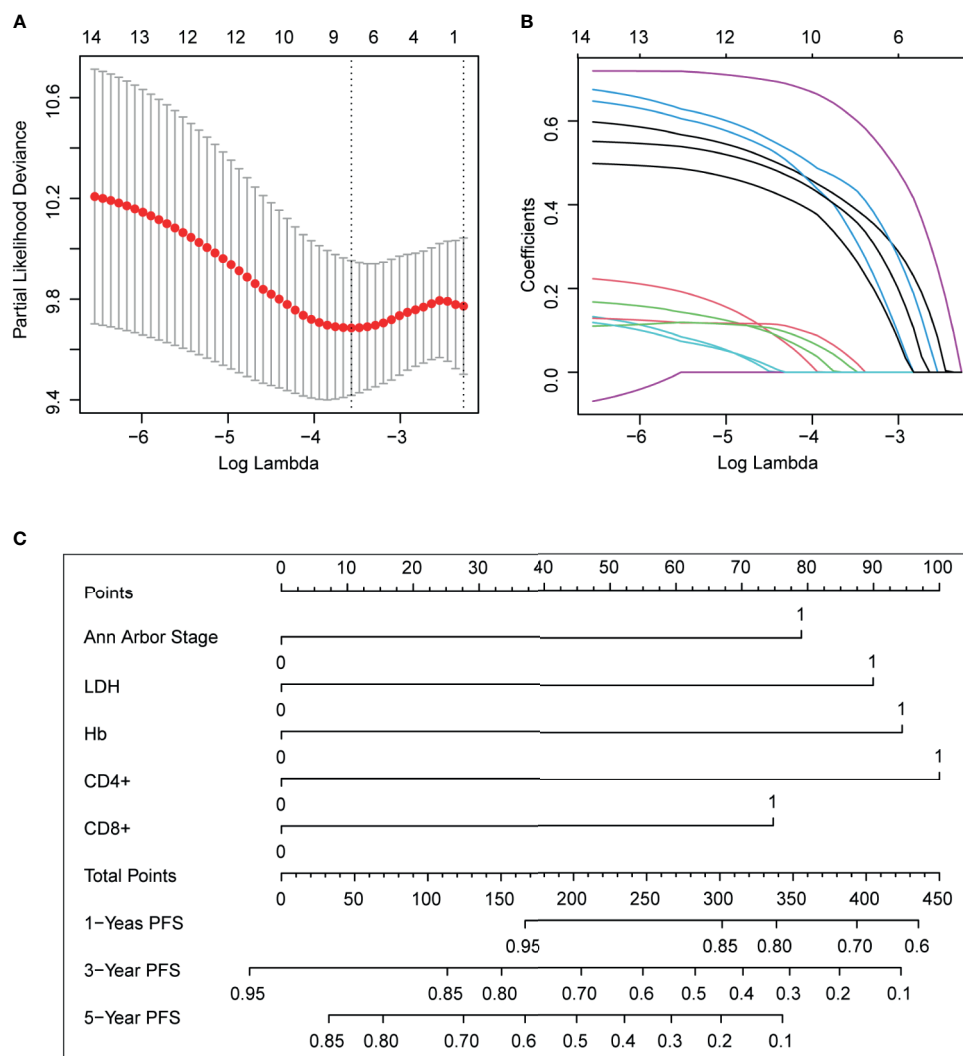 A
14 13 12 12 10 9 6 4 1
Partial Likelihood Deviance
10.6
10.2
9.8
9.4
−6 −5 −4 −3
Log Lambda
B
14 13 12 11 10 6
Coefficients
0.6
0.4
0.2
0.0
−6 −5 −4 −3
Log Lambda
C
0 10 20 30 40 50 60 70 80 90 100
Points
1
Ann Arbor Stage
0 1
LDH
0 1
Hb
0 1
CD4+
0 1
CD8+
0
Total Points
0 50 100 150 200 250 300 350 400 450
1−Yeas PFS
0.95 0.85 0.80 0.70 0.6
3−Year PFS
0.95 0.85 0.80 0.70 0.6 0.5 0.4 0.3 0.2 0.1
5−Year PFS
0.85 0.80 0.70 0.6 0.5 0.4 0.3 0.2 0.1